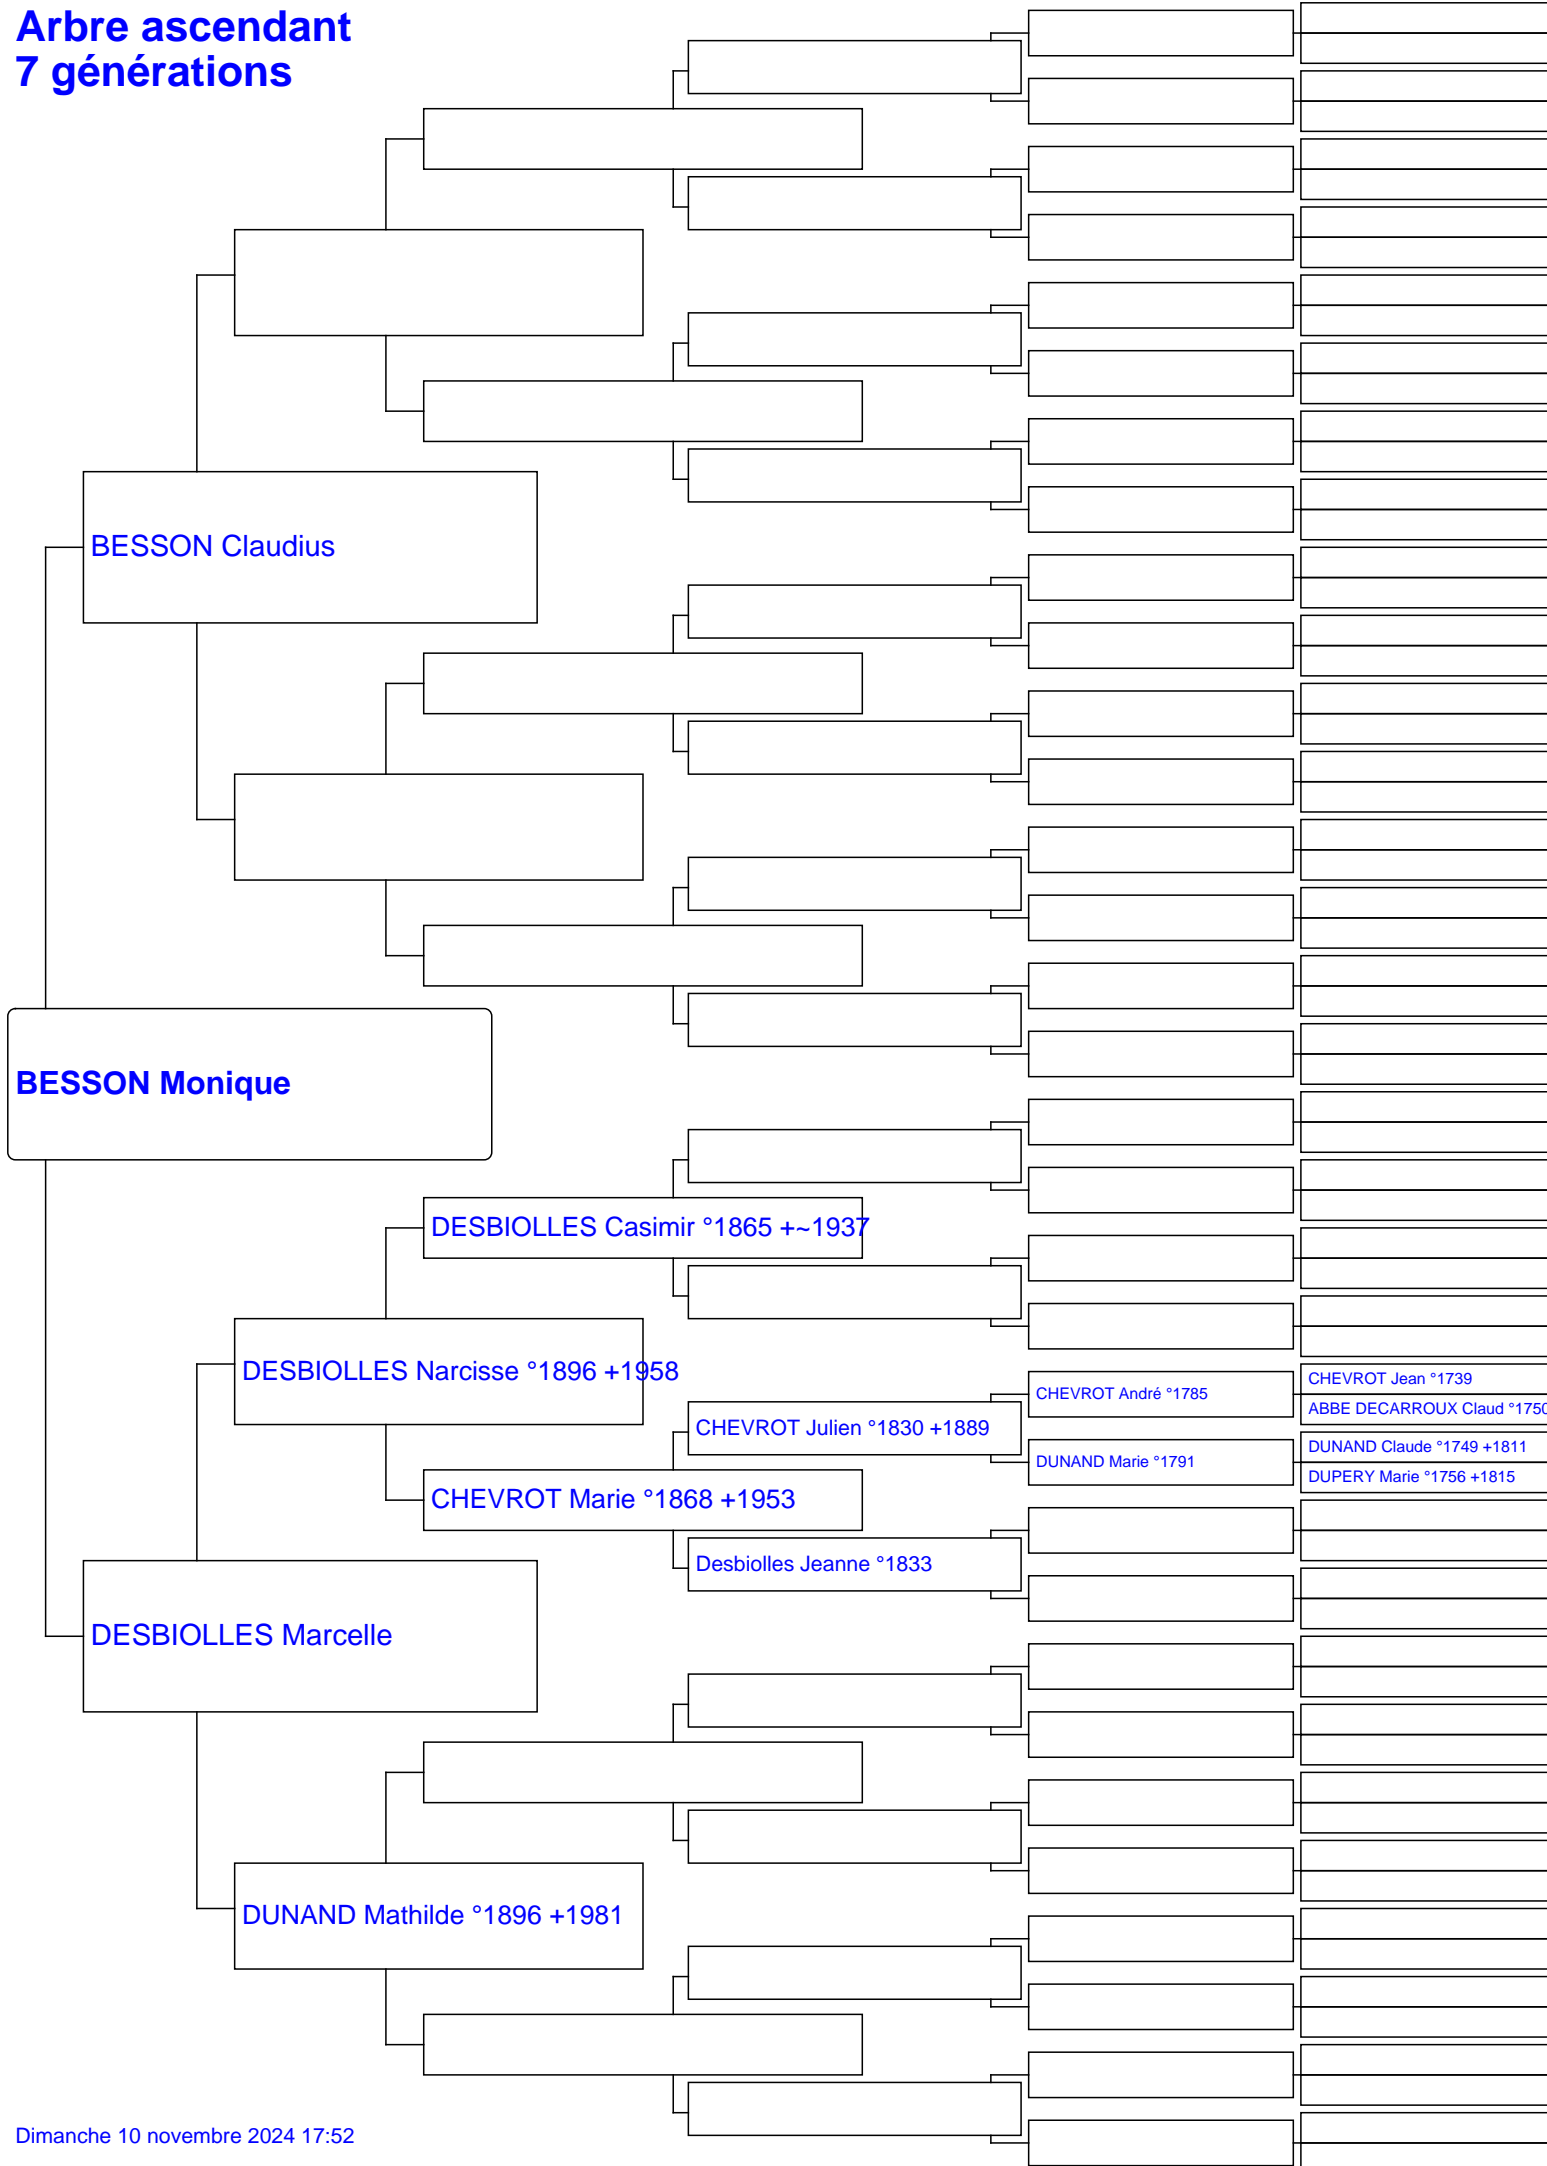 Arbre ascendant
7 générations
BESSON Claudius
BESSON Monique
DESBIOLLES Casimir °1865 +~1937
DESBIOLLES Narcisse °1896 +1958
CHEVROT Jean °1739
CHEVROT André °1785
ABBE DECARROUX Claud °1750
CHEVROT Julien °1830 +1889
DUNAND Claude °1749 +1811
DUNAND Marie °1791
DUPERY Marie °1756 +1815
CHEVROT Marie °1868 +1953
Desbiolles Jeanne °1833
DESBIOLLES Marcelle
DUNAND Mathilde °1896 +1981
Dimanche 10 novembre 2024 17:52